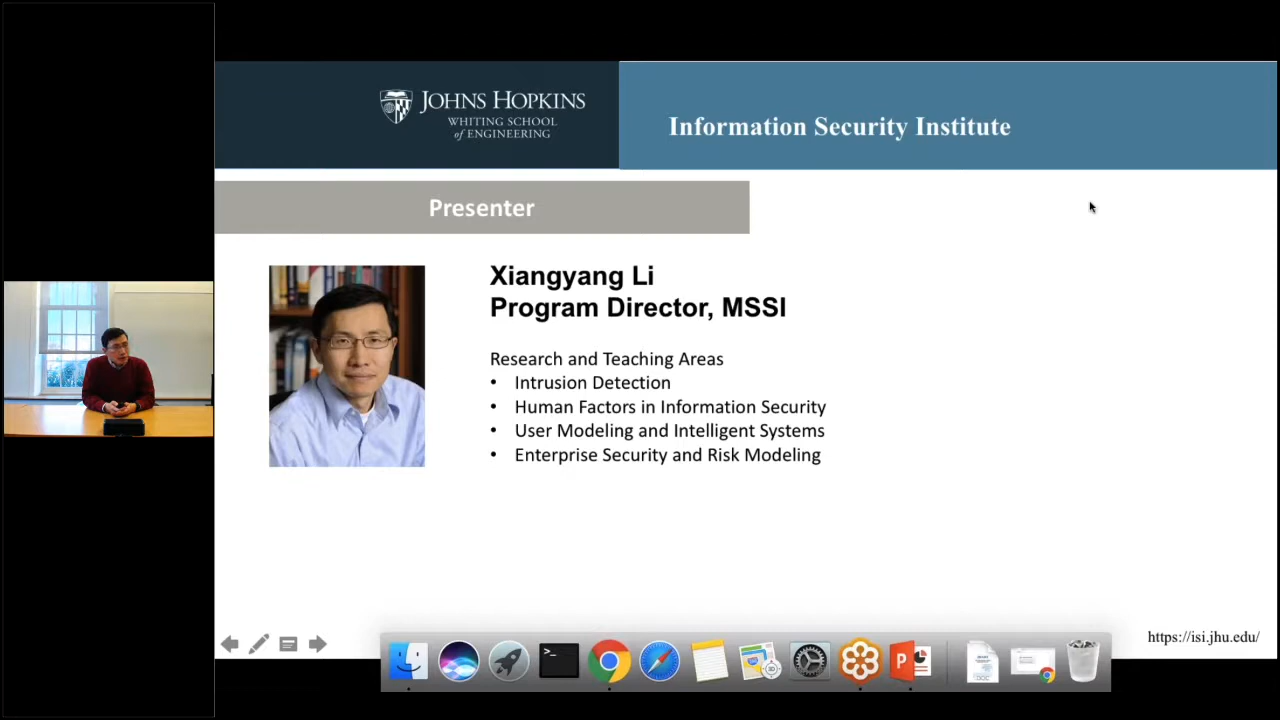 JOHNS HOPKINS
WHITING SCHOOL
of ENGINEERING
Information Security Institute
Presenter
Xiangyang Li
Program Director, MSSI
Research and Teaching Areas
• Intrusion Detection
• Human Factors in Information Security
• User Modeling and Intelligent Systems
• Enterprise Security and Risk Modeling
https://isi.jhu.edu/
>_
P
DOC